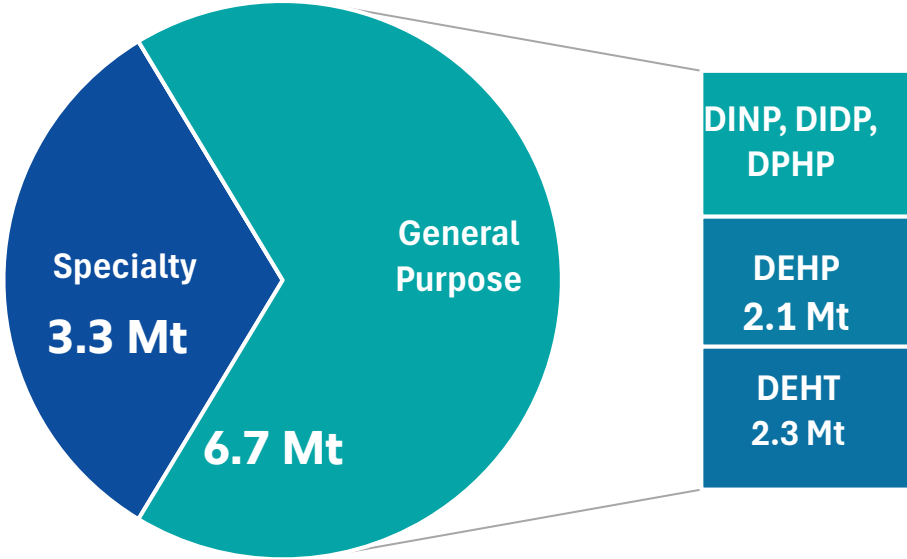 Specialty
3.3 Mt
General
Purpose
6.7 Mt
DINP, DIDP,
DPHP
DEHP
2.1 Mt
DEHT
2.3 Mt